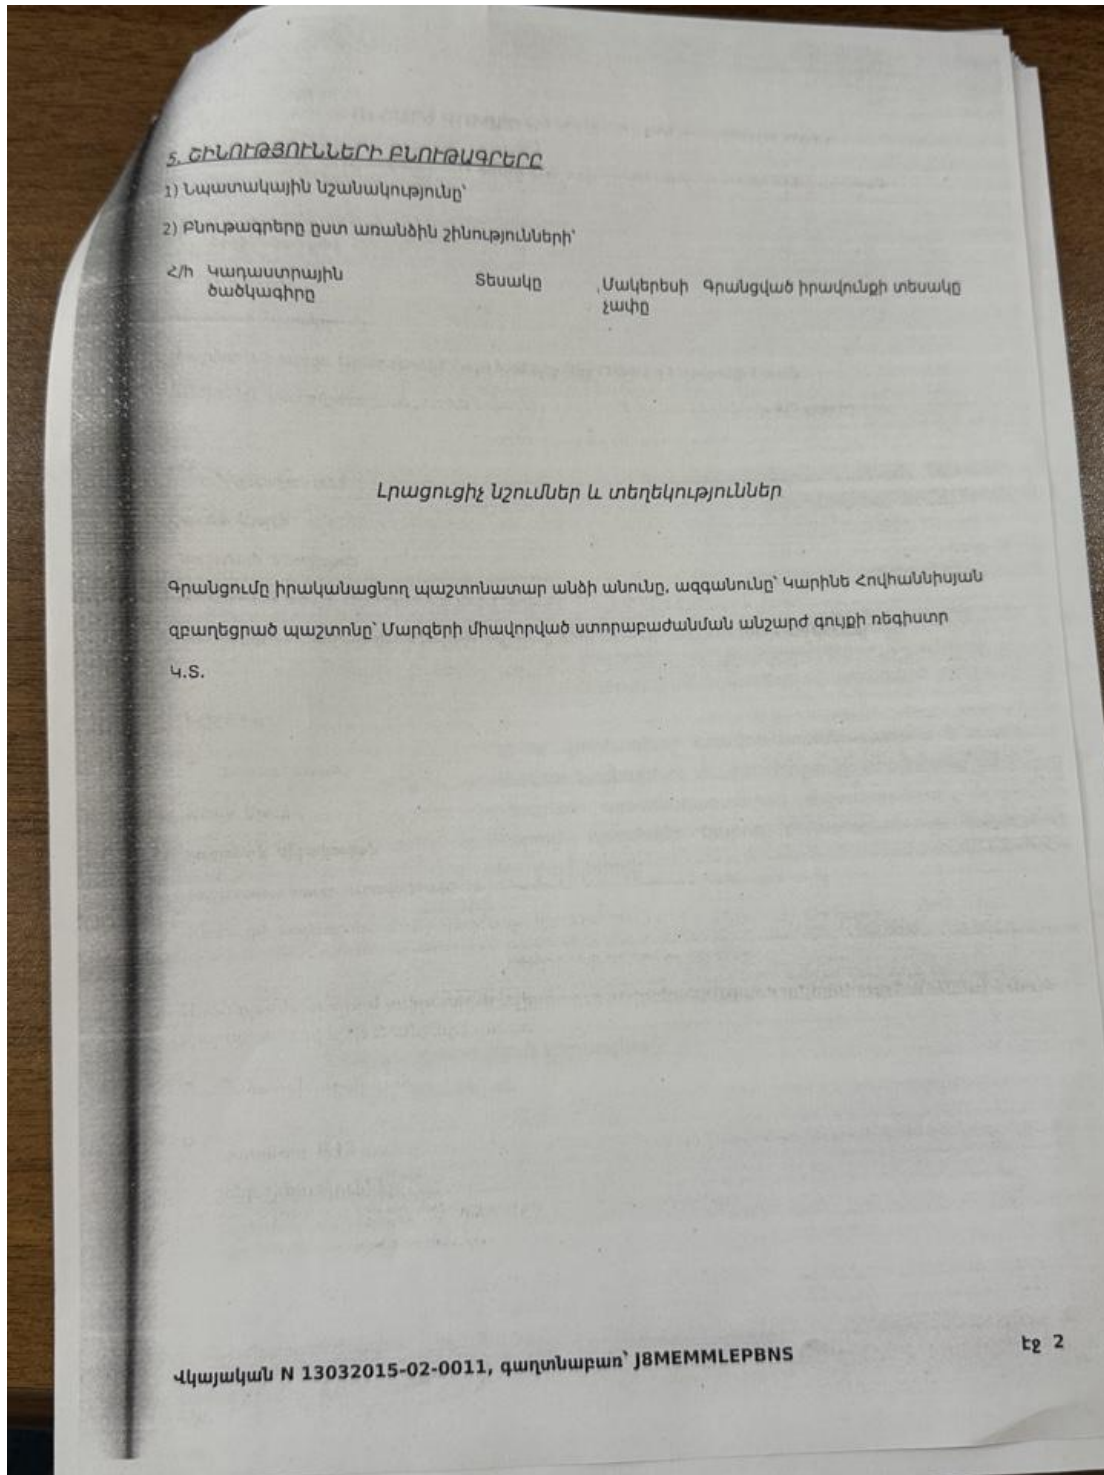 5. ՇԻՆՈՒԹՅՈՒՆՆԵՐԻ ԲՆՈՒԹԱԳՐԵՐԸ
1) Նպատակային նշանակությունը՝
2) Բնութագրերը ըստ առանձին շինությունների՝
Հ/հ Կադաստրային ծածկագիրը Տեսակը Մակերեսի չափը Գրանցված իրավունքի տեսակը
Լրացուցիչ նշումներ և տեղեկություններ
Գրանցումը իրականացնող պաշտոնատար անձի անունը, ազգանունը՝ Կարինե Հովհաննիսյան
զբաղեցրած պաշտոնը՝ Մարզերի միավորված ստորաբաժանման անշարժ գույքի ռեգիստր
Կ.Տ.
Վկայական N 13032015-02-0011, գաղտնաբառ՝ J8MEMMLEPBNS
Էջ 2